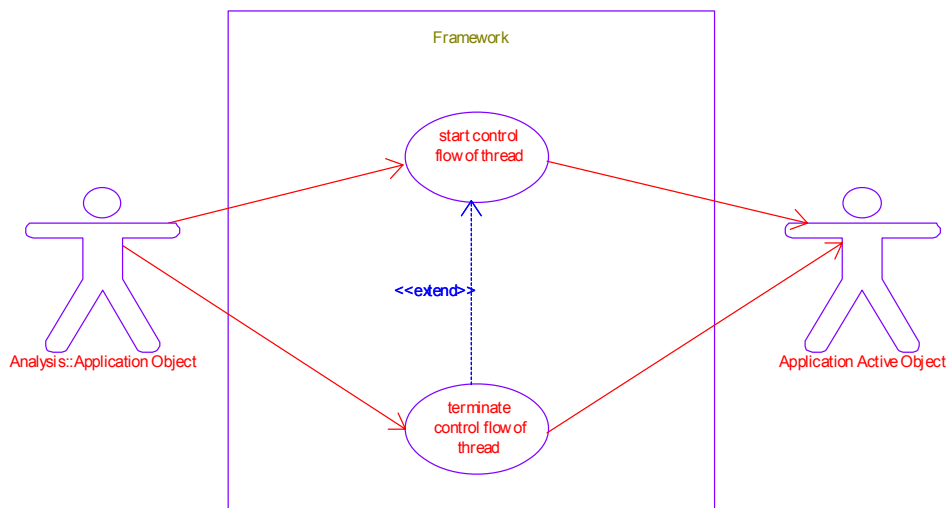 Framework
start control
flow of thread
<<extend>>
Analysis::Application Object
Application Active Object
terminate
control flow of
thread